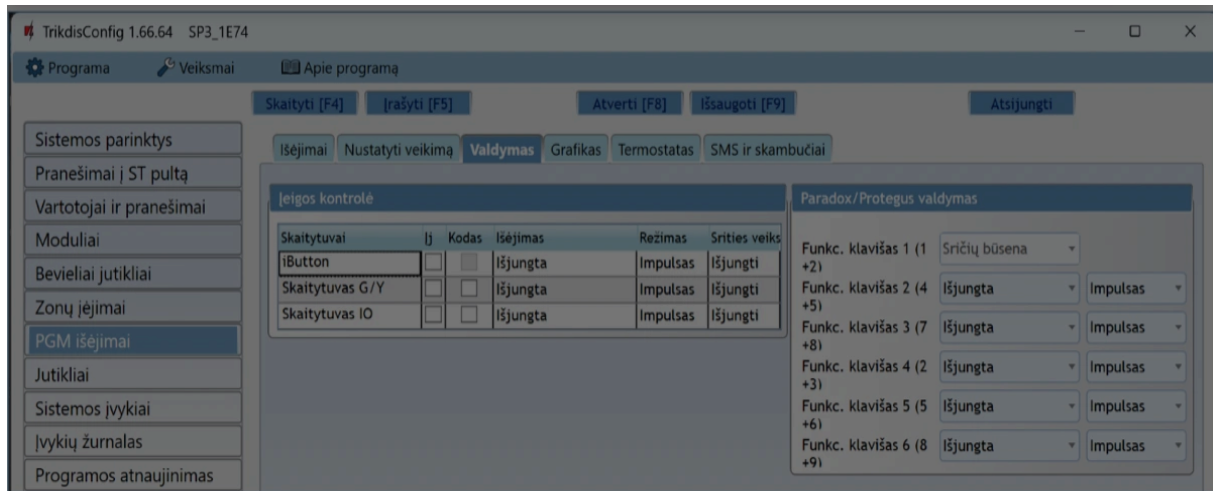 TrikdisConfig 1.66.64 SP3_1E74
Programa Veiksmai Apie programą
Skaityti [F4] Įrašyti [F5] Atverti [F8] Išsaugoti [F9] Atsijungti
Sistemos parinktys
Pranešimai į ST pultą
Vartotojai ir pranešimai
Moduliai
Bevieliai jutikliai
Zonų įėjimai
PGM išėjimai
Jutikliai
Sistemos įvykiai
Įvykių žurnalas
Programos atnaujinimas
Išėjimai Nustatyti veikimą Valdymas Grafikas Termostatas SMS ir skambučiai
Įeigos kontrolė
Skaitytuvai Įj Kodas Išėjimas Režimas Srities veiks
iButton Išjungta Impulsas Išjungti
Skaitytuvas G/Y Išjungta Impulsas Išjungti
Skaitytuvas IO Išjungta Impulsas Išjungti
Paradox/Protegus valdymas
Funkc. klavišas 1 (1 Sričių būsena
+2)
Funkc. klavišas 2 (4 Išjungta Impulsas
+5)
Funkc. klavišas 3 (7 Išjungta Impulsas
+8)
Funkc. klavišas 4 (2 Išjungta Impulsas
+3)
Funkc. klavišas 5 (5 Išjungta Impulsas
+6)
Funkc. klavišas 6 (8 Išjungta Impulsas
+9)